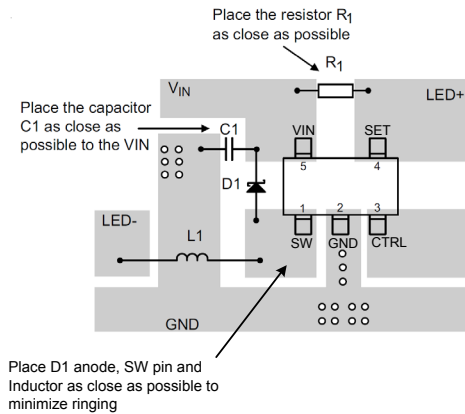 Place the resistor R1
as close as possible
R1
VIN
LED+
Place the capacitor
C1 as close as
possible to the VIN
C1
VIN
SET
5
4
D1
LED-
1
2
3
L1
SW
GND
CTRL
GND
Place D1 anode, SW pin and
Inductor as close as possible to
minimize ringing